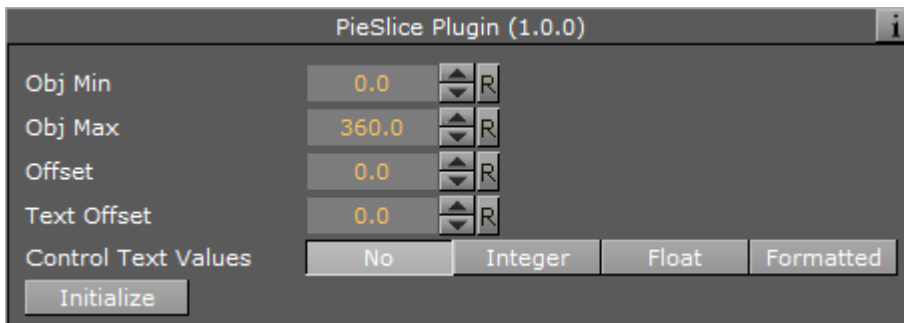 PieSlice Plugin (1.0.0) i
Obj Min 0.0 R
Obj Max 360.0 R
Offset 0.0 R
Text Offset 0.0 R
Control Text Values No Integer Float Formatted
Initialize